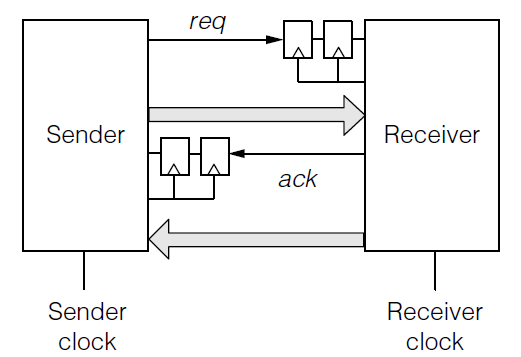 req
Sender
Receiver
ack
Sender
clock
Receiver
clock